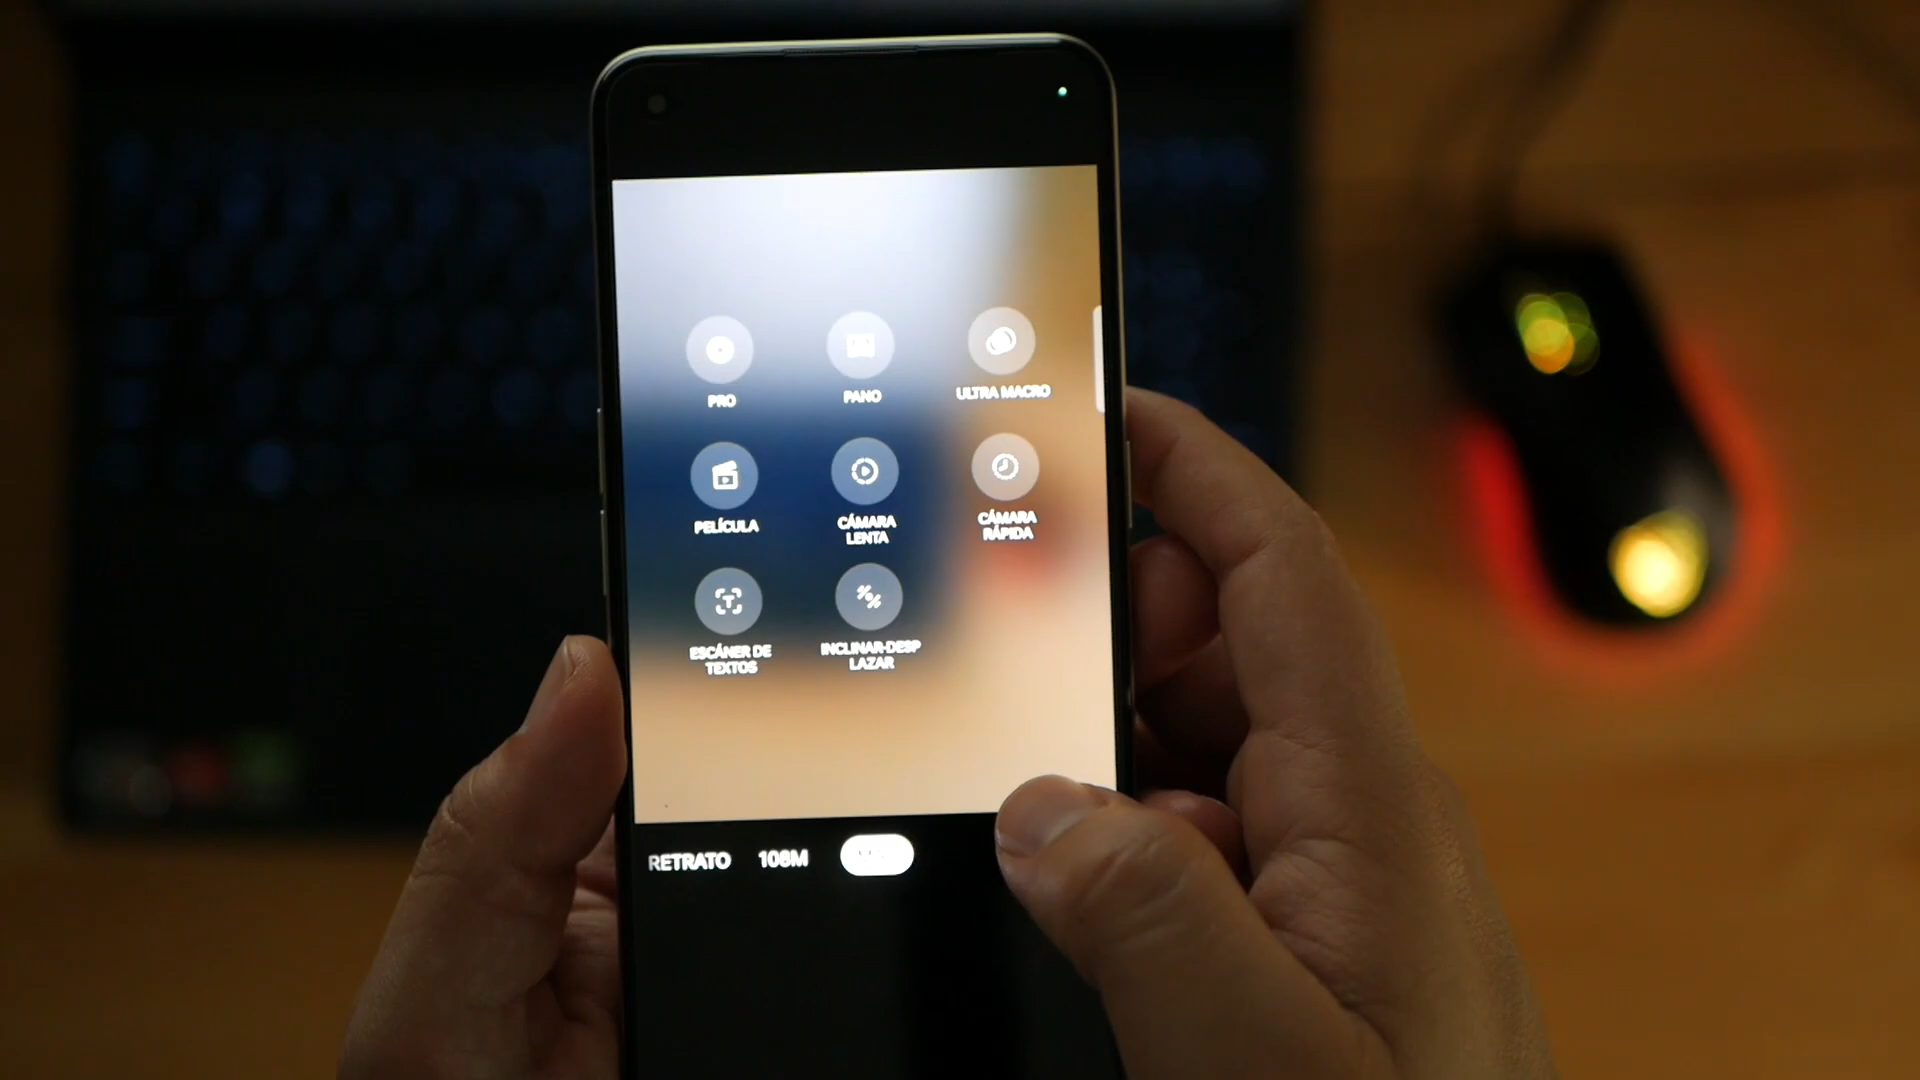 PRO
PANO
ULTRA MACRO
PELÍCULA
CÁMARA
LENTA
CÁMARA
RÁPIDA
ESCÁNER DE
TEXTOS
INCLINAR-DESP
LAZAR
RETRATO
108M